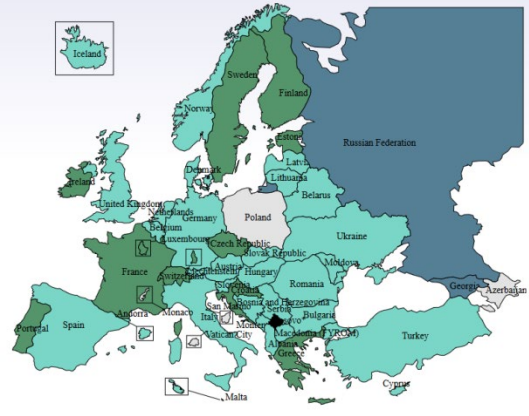 Iceland
Sweden
Finland
Norway
Russian Federation
Estonia
Latvia
Denmark
Lithuania
Ireland
Belarus
United Kingdom
Netherlands
Poland
Belgium
Germany
Luxembourg
Ukraine
Czech Republic
Slovak Republic
France
Austria
Moldova
Switzerland
Liechtenstein
Hungary
Slovenia
Romania
Georgia
Azerbaijan
Croatia
Bosnia and Herzegovina
San Marino
Andorra
Monaco
Serbia
Portugal
Spain
Italy
Bulgaria
Vatican City
Macedonia (FYROM)
Albania
Turkey
Greece
Cyprus
Malta